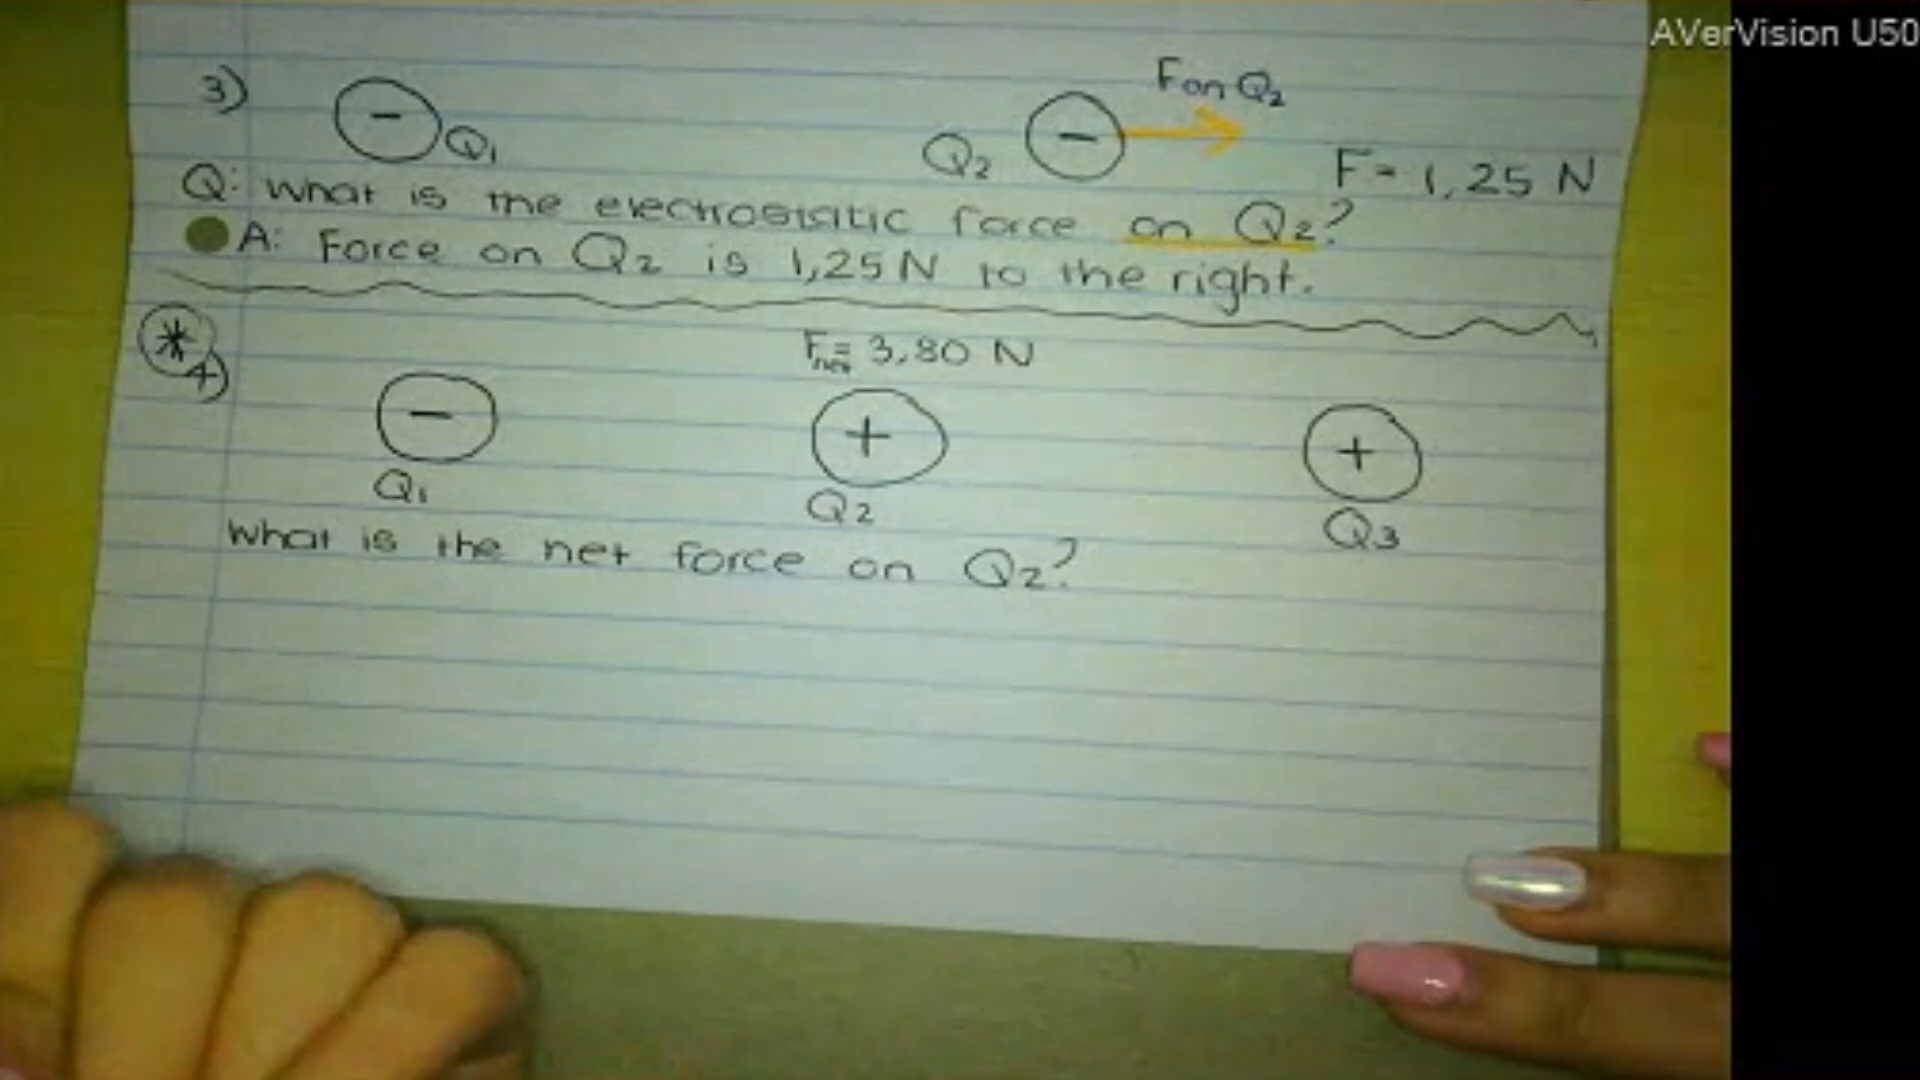 AVerVision U50
3)
F on Q2
- Q1
Q2 - F = 1,25 N
Q: What is the electrostatic force on Q2?
A: Force on Q2 is 1,25 N to the right.
Fnet = 3,80 N
* 4)
- + +
Q1 Q2 Q3
What is the net force on Q2?